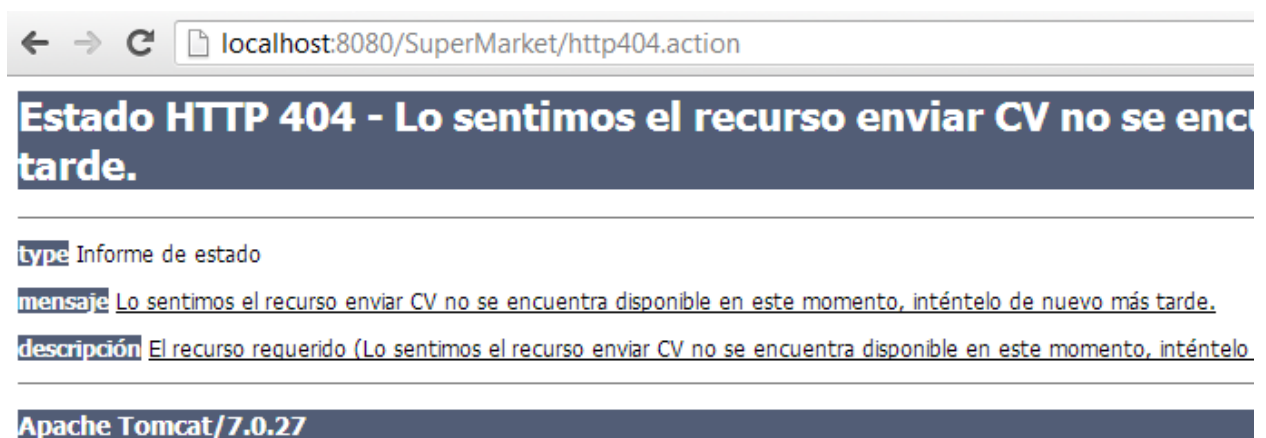 localhost:8080/SuperMarket/http404.action
Estado HTTP 404 - Lo sentimos el recurso enviar CV no se
tarde.
type Informe de estado
mensaje Lo sentimos el recurso enviar CV no se encuentra disponible en este momento, inténtelo de nuevo más tarde.
descripción El recurso requerido (Lo sentimos el recurso enviar CV no se encuentra disponible en este momento, inténtelo
Apache Tomcat/7.0.27